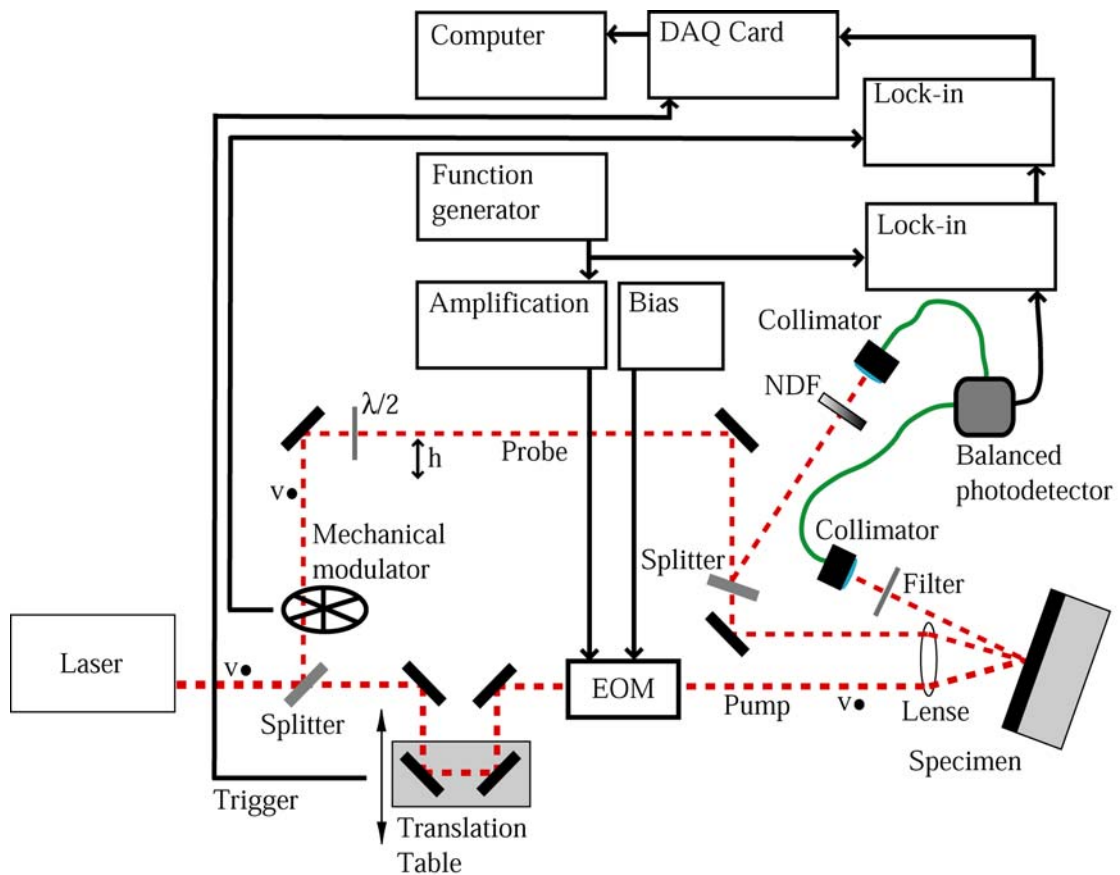 Computer
DAQ Card
Lock-in
Function
generator
Lock-in
Amplification
Bias
Collimator
NDF
λ/2
h
Probe
Balanced
photodetector
v
Mechanical
modulator
Splitter
Collimator
Filter
Laser
v
Splitter
EOM
Pump
v
Lense
Specimen
Trigger
Translation
Table